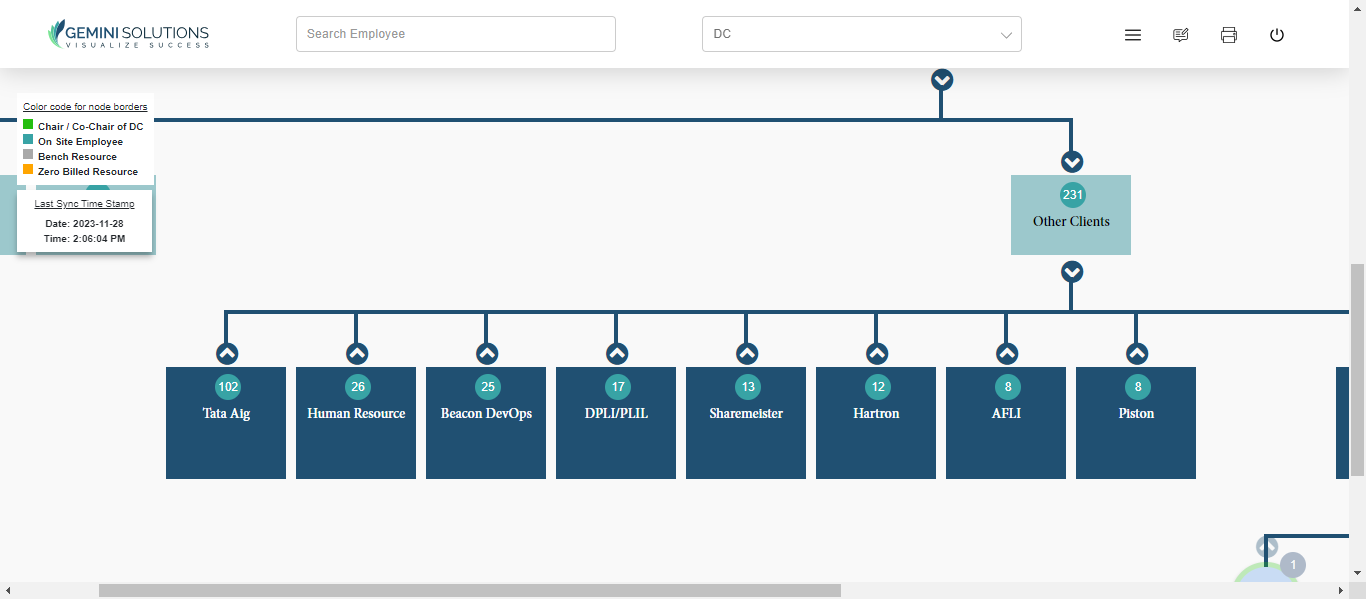 GEMINI SOLUTIONS
VISUALIZE SUCCESS
Search Employee
DC
Color code for node borders
Chair / Co-Chair of DC
On Site Employee
Bench Resource
Zero Billed Resource
Last Sync Time Stamp
Date: 2023-11-28
Time: 2:06:04 PM
231
Other Clients
102
Tata Aig
26
Human Resource
25
Beacon DevOps
17
DPLI/PLIL
13
Sharemeister
12
Hartron
8
AFLI
8
Piston
1